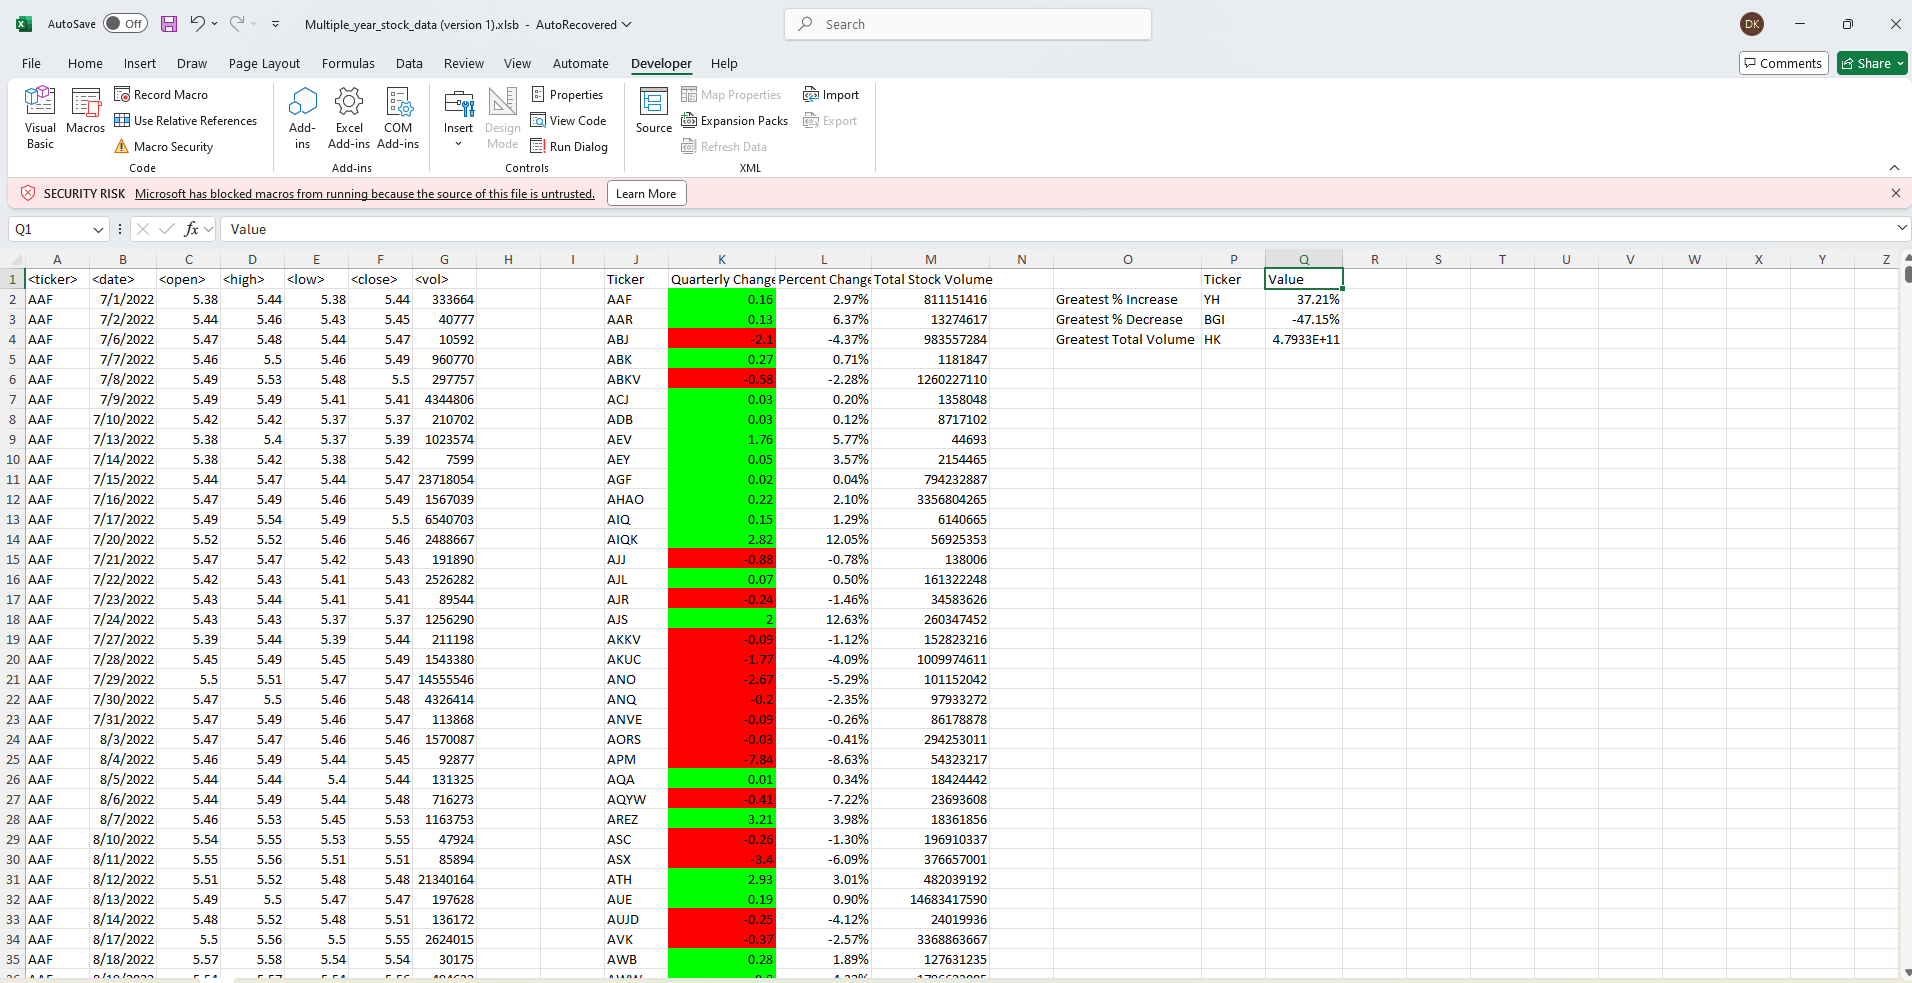 AutoSave Off Multiple_year_stock_data (version 1).xlsb - AutoRecovered Search DK
File Home Insert Draw Page Layout Formulas Data Review View Automate Developer Help Comments Share
Visual Basic Macros Record Macro Use Relative References Macro Security Code
Add-ins Excel Add-ins COM Add-ins Add-ins
Insert Design Mode Properties View Code Run Dialog Controls
Source Map Properties Expansion Packs Refresh Data Import Export XML
SECURITY RISK Microsoft has blocked macros from running because the source of this file is untrusted. Learn More
Q1 fx Value
A B C D E F G H I J K L M N O P Q R S T U V W X Y Z
1 <ticker> <date> <open> <high> <low> <close> <vol> Ticker Quarterly Change Percent Change Total Stock Volume Ticker Value
2 AAF 7/1/2022 5.38 5.44 5.38 5.44 333664 AAF 0.16 2.97% 811151416 Greatest % Increase YH 37.21%
3 AAF 7/2/2022 5.44 5.46 5.43 5.45 40777 AAR 0.13 6.37% 13274617 Greatest % Decrease BGI -47.15%
4 AAF 7/6/2022 5.47 5.48 5.44 5.47 10592 ABJ -2.1 -4.37% 983557284 Greatest Total Volume HK 4.7933E+11
5 AAF 7/7/2022 5.46 5.5 5.46 5.49 960770 ABK 0.27 0.71% 1181847
6 AAF 7/8/2022 5.49 5.53 5.48 5.5 297757 ABKV -0.58 -2.28% 1260227110
7 AAF 7/9/2022 5.49 5.49 5.41 5.41 4344806 ACJ 0.03 0.20% 1358048
8 AAF 7/10/2022 5.42 5.42 5.37 5.37 210702 ADB 0.03 0.12% 8717102
9 AAF 7/13/2022 5.38 5.4 5.37 5.39 1023574 AEV 1.76 5.77% 44693
10 AAF 7/14/2022 5.38 5.42 5.38 5.42 7599 AEY 0.05 3.57% 2154465
11 AAF 7/15/2022 5.44 5.47 5.44 5.47 23718054 AGF 0.02 0.04% 794232887
12 AAF 7/16/2022 5.47 5.49 5.46 5.49 1567039 AHAO 0.22 2.10% 3356804265
13 AAF 7/17/2022 5.49 5.54 5.49 5.5 6540703 AIQ 0.15 1.29% 6140665
14 AAF 7/20/2022 5.52 5.52 5.46 5.46 2488667 AIQK 2.82 12.05% 56925353
15 AAF 7/21/2022 5.47 5.47 5.42 5.43 191890 AJJ -0.88 -0.78% 138006
16 AAF 7/22/2022 5.42 5.43 5.41 5.43 2526282 AJL 0.07 0.50% 161322248
17 AAF 7/23/2022 5.43 5.44 5.41 5.41 89544 AJR -0.24 -1.46% 34583626
18 AAF 7/24/2022 5.43 5.43 5.37 5.37 1256290 AJS 2 12.63% 260347452
19 AAF 7/27/2022 5.39 5.44 5.39 5.44 211198 AKKV -0.09 -1.12% 152823216
20 AAF 7/28/2022 5.45 5.49 5.45 5.49 1543380 AKUC -1.77 -4.09% 1009974611
21 AAF 7/29/2022 5.5 5.51 5.47 5.47 14555546 ANO -2.67 -5.29% 101152042
22 AAF 7/30/2022 5.47 5.5 5.46 5.48 4326414 ANQ -0.2 -2.35% 97933272
23 AAF 7/31/2022 5.47 5.49 5.46 5.47 113868 ANVE -0.09 -0.26% 86178878
24 AAF 8/3/2022 5.47 5.47 5.46 5.46 1570087 AORS -0.03 -0.41% 294253011
25 AAF 8/4/2022 5.46 5.49 5.44 5.45 92877 APM -7.84 -8.63% 54323217
26 AAF 8/5/2022 5.44 5.44 5.4 5.44 131325 AQA 0.01 0.34% 18424442
27 AAF 8/6/2022 5.44 5.49 5.44 5.48 716273 AQYW -0.41 -7.22% 23693608
28 AAF 8/7/2022 5.46 5.53 5.45 5.53 1163753 AREZ 3.21 3.98% 18361856
29 AAF 8/10/2022 5.54 5.55 5.53 5.55 47924 ASC -0.26 -1.30% 196910337
30 AAF 8/11/2022 5.55 5.56 5.51 5.51 85894 ASX -3.4 -6.09% 376657001
31 AAF 8/12/2022 5.51 5.52 5.48 5.48 21340164 ATH 2.93 3.01% 482039192
32 AAF 8/13/2022 5.49 5.5 5.47 5.47 197628 AUE 0.19 0.90% 14683417590
33 AAF 8/14/2022 5.48 5.52 5.48 5.51 136172 AUJD -0.25 -4.12% 24019936
34 AAF 8/17/2022 5.5 5.56 5.5 5.55 2624015 AVK -0.37 -2.57% 3368863667
35 AAF 8/18/2022 5.57 5.58 5.54 5.54 30175 AWB 0.28 1.89% 127631235